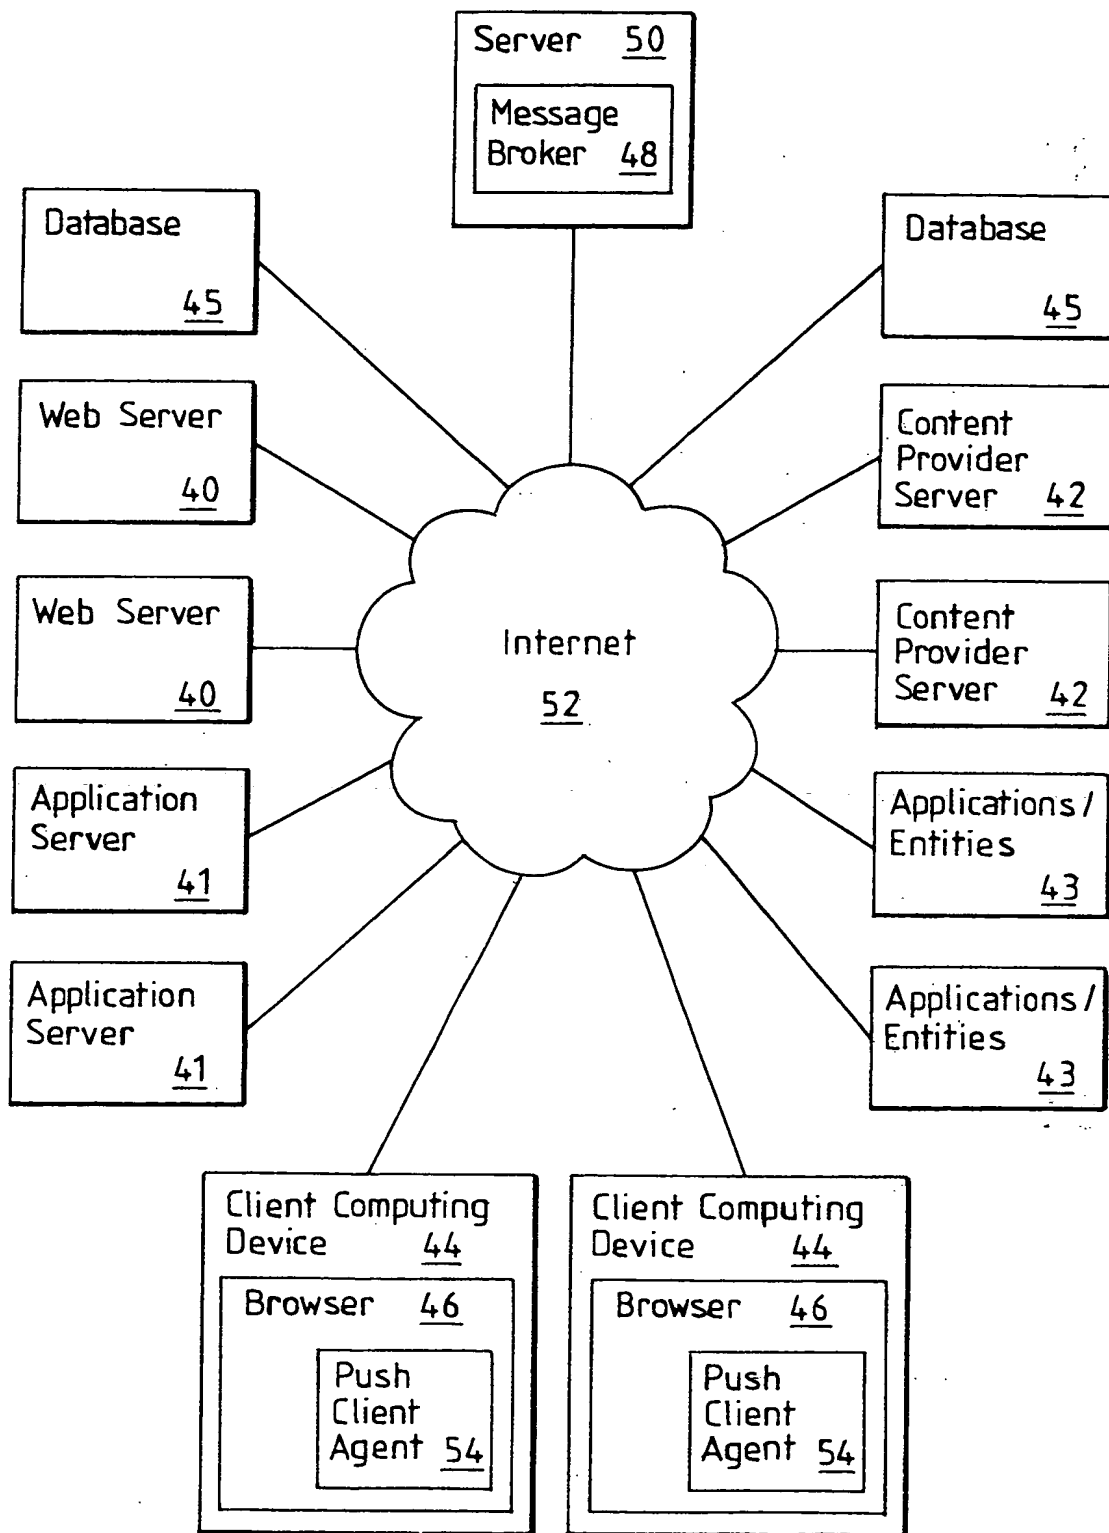 Server 50
Message
Broker 48
Database
45
Database
45
Web Server
40
Content
Provider
Server 42
Web Server
40
Internet
52
Content
Provider
Server 42
Application
Server
41
Applications/
Entities
43
Application
Server
41
Applications/
Entities
43
Client Computing
Device 44
Browser 46
Push
Client
Agent 54
Client Computing
Device 44
Browser 46
Push
Client
Agent 54